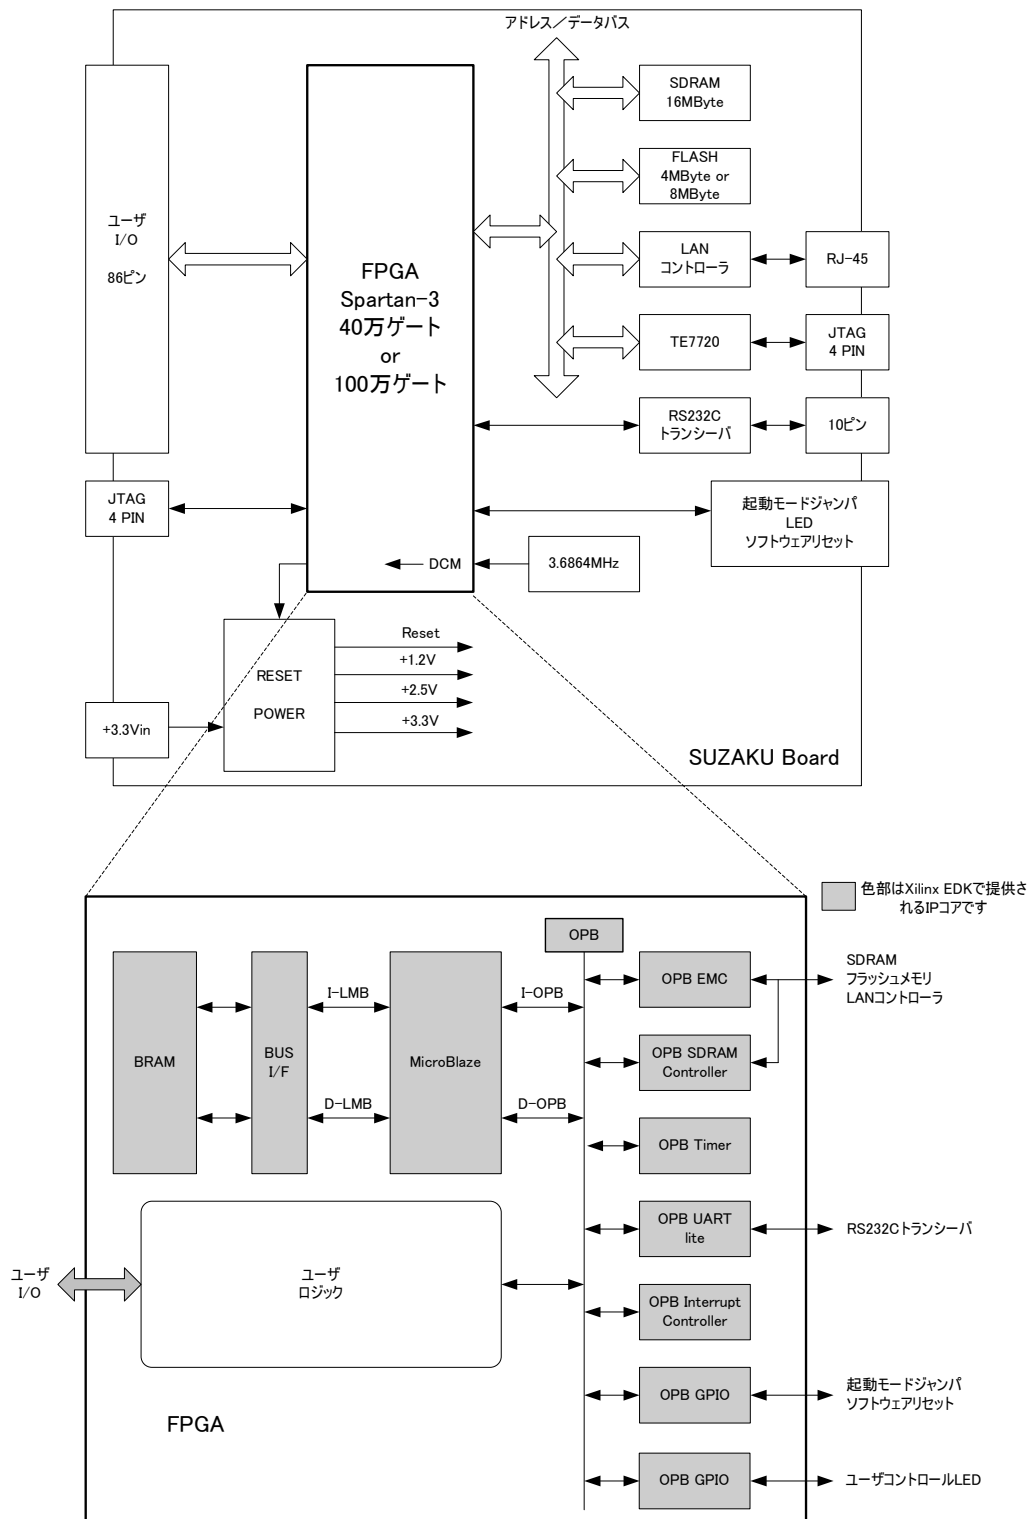 アドレス／データバス
SDRAM
16MByte
FLASH
4MByte or
8MByte
ユーザ
I/O
86ピン
FPGA
Spartan-3
40万ゲート
or
100万ゲート
LAN
コントローラ
RJ-45
TE7720
JTAG
4 PIN
RS232C
トランシーバ
10ピン
JTAG
4 PIN
起動モードジャンパ
LED
ソフトウェアリセット
DCM
3.6864MHz
RESET
POWER
Reset
+1.2V
+2.5V
+3.3V
+3.3Vin
SUZAKU Board
色部はXilinx EDKで提供さ
れるIPコアです
OPB
BRAM
BUS
I/F
I-LMB
D-LMB
MicroBlaze
I-OPB
D-OPB
OPB EMC
SDRAM
フラッシュメモリ
LANコントローラ
OPB SDRAM
Controller
OPB Timer
OPB UART
lite
RS232Cトランシーバ
ユーザ
I/O
ユーザ
ロジック
OPB Interrupt
Controller
OPB GPIO
起動モードジャンパ
ソフトウェアリセット
FPGA
OPB GPIO
ユーザコントロールLED